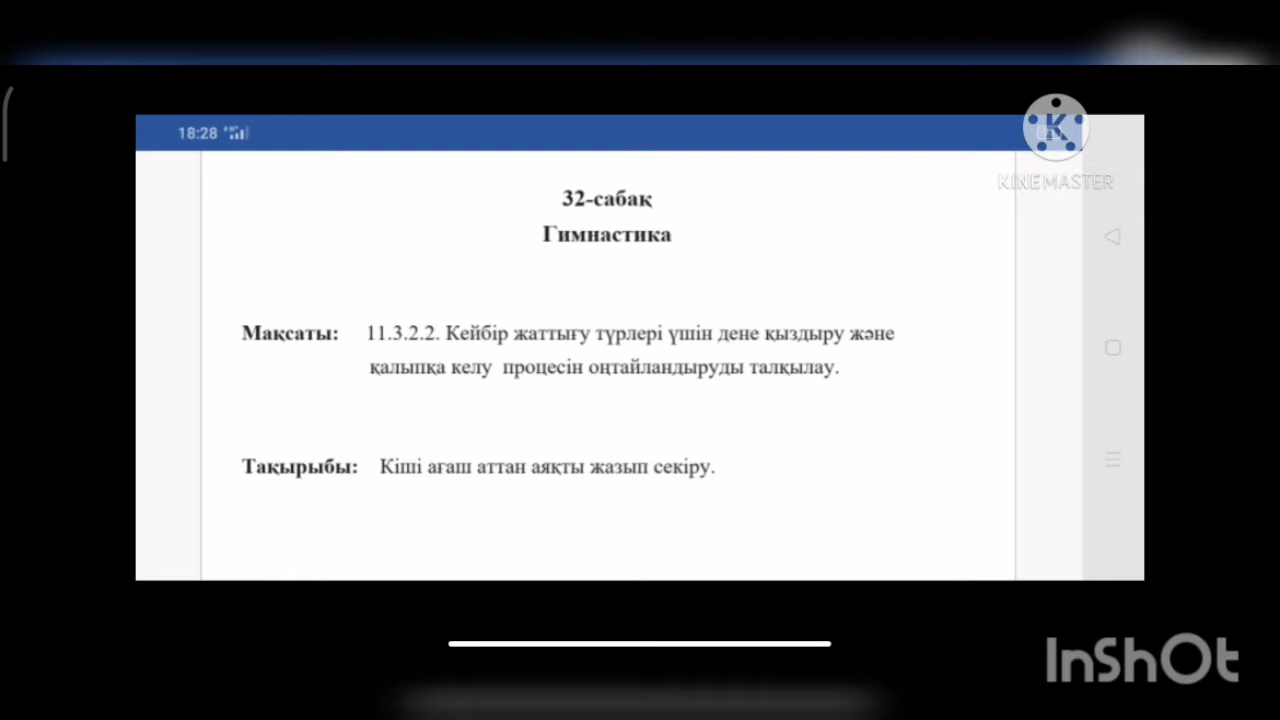 18:28
KINEMASTER
32-сабақ
Гимнастика
Мақсаты: 11.3.2.2. Кейбір жаттығу түрлері үшін дене қыздыру және
қалыпқа келу процесін оңтайландыруды талқылау.
Тақырыбы: Кіші ағаш аттан аяқты жазып секіру.
InShOt